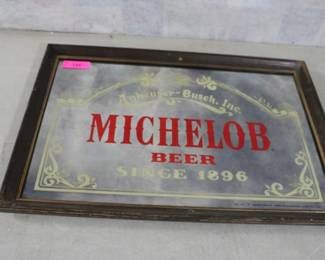 Anheuser-Busch, Inc.
MICHELOB
BEER
SINCE 1896